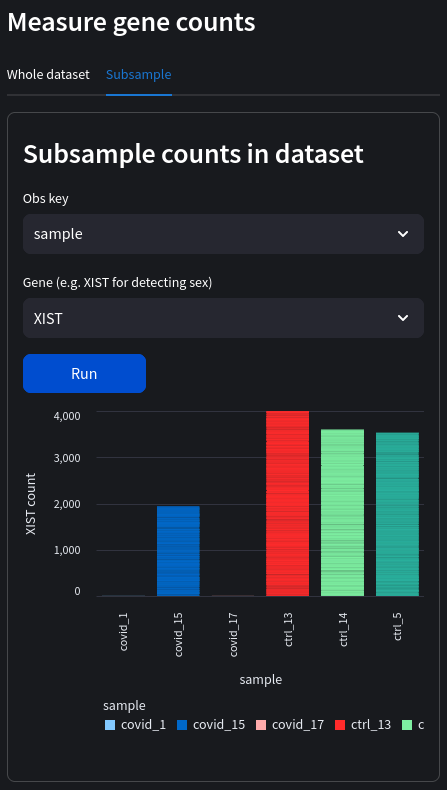 Measure gene counts
Whole dataset Subsample
Subsample counts in dataset
Obs key
sample
Gene (e.g. XIST for detecting sex)
XIST
Run
4,000
3,000
2,000
1,000
0
XIST count
covid_1 covid_15 covid_17 ctrl_13 ctrl_14 ctrl_5
sample
sample
covid_1 covid_15 covid_17 ctrl_13 c